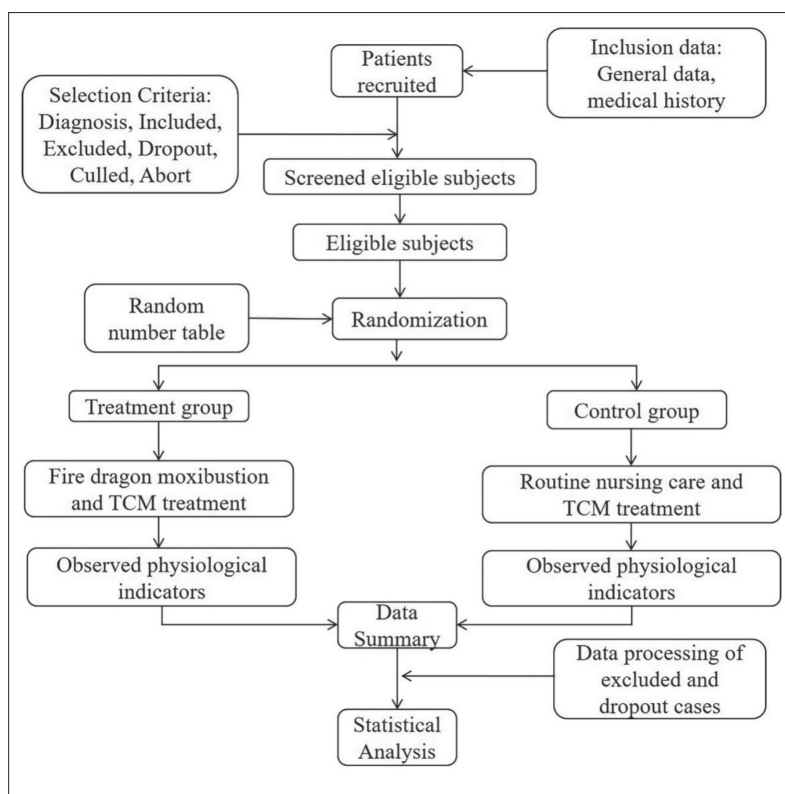 Patients
recruited
Inclusion data:
General data,
medical history
Selection Criteria:
Diagnosis, Included,
Excluded, Dropout,
Culled, Abort
Screened eligible subjects
Eligible subjects
Random
number table
Randomization
Treatment group
Control group
Fire dragon moxibustion
and TCM treatment
Routine nursing care and
TCM treatment
Observed physiological
indicators
Observed physiological
indicators
Data
Summary
Data processing of
excluded and
dropout cases
Statistical
Analysis